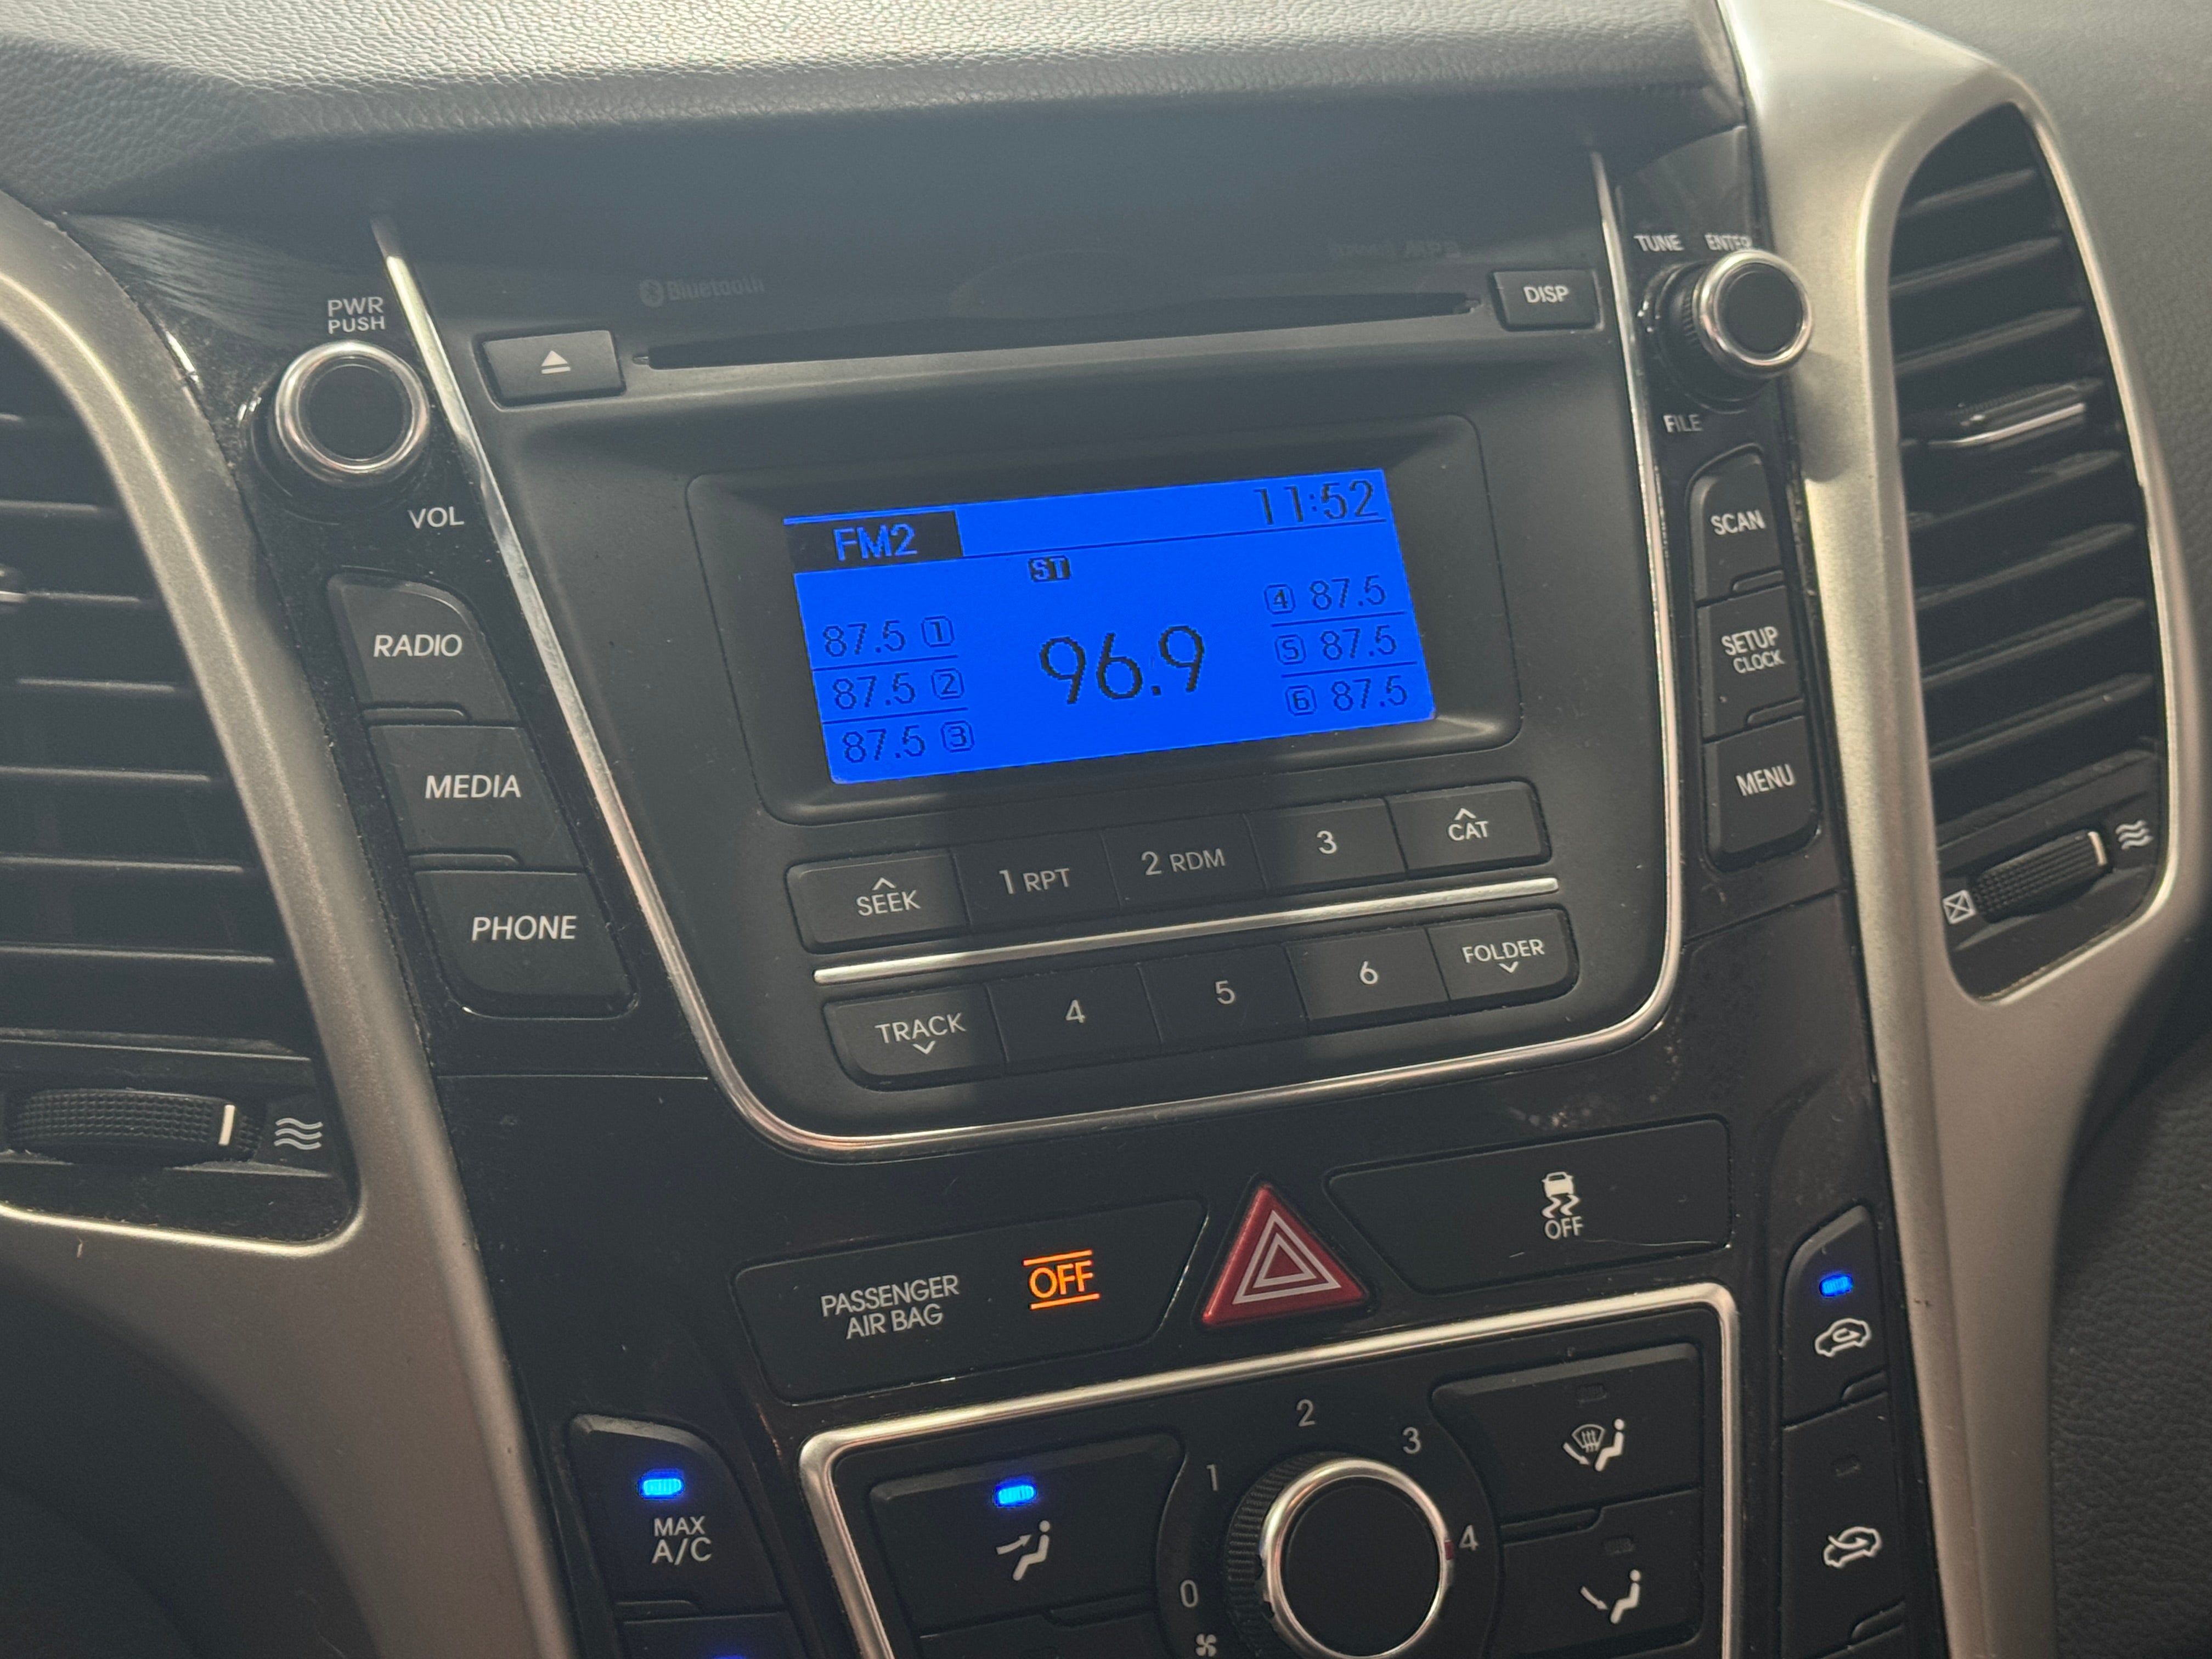 Bluetooth
MP3
DISP
TUNE ENTER
FILE
PWR
PUSH
VOL
RADIO
MEDIA
PHONE
FM2
11:52
ST
87.5 1
87.5 2
87.5 3
96.9
4 87.5
5 87.5
6 87.5
SCAN
SETUP
CLOCK
MENU
SEEK
1 RPT
2 RDM
3
CAT
TRACK
4
5
6
FOLDER
PASSENGER
AIR BAG
OFF
OFF
MAX
A/C
0
1
2
3
4